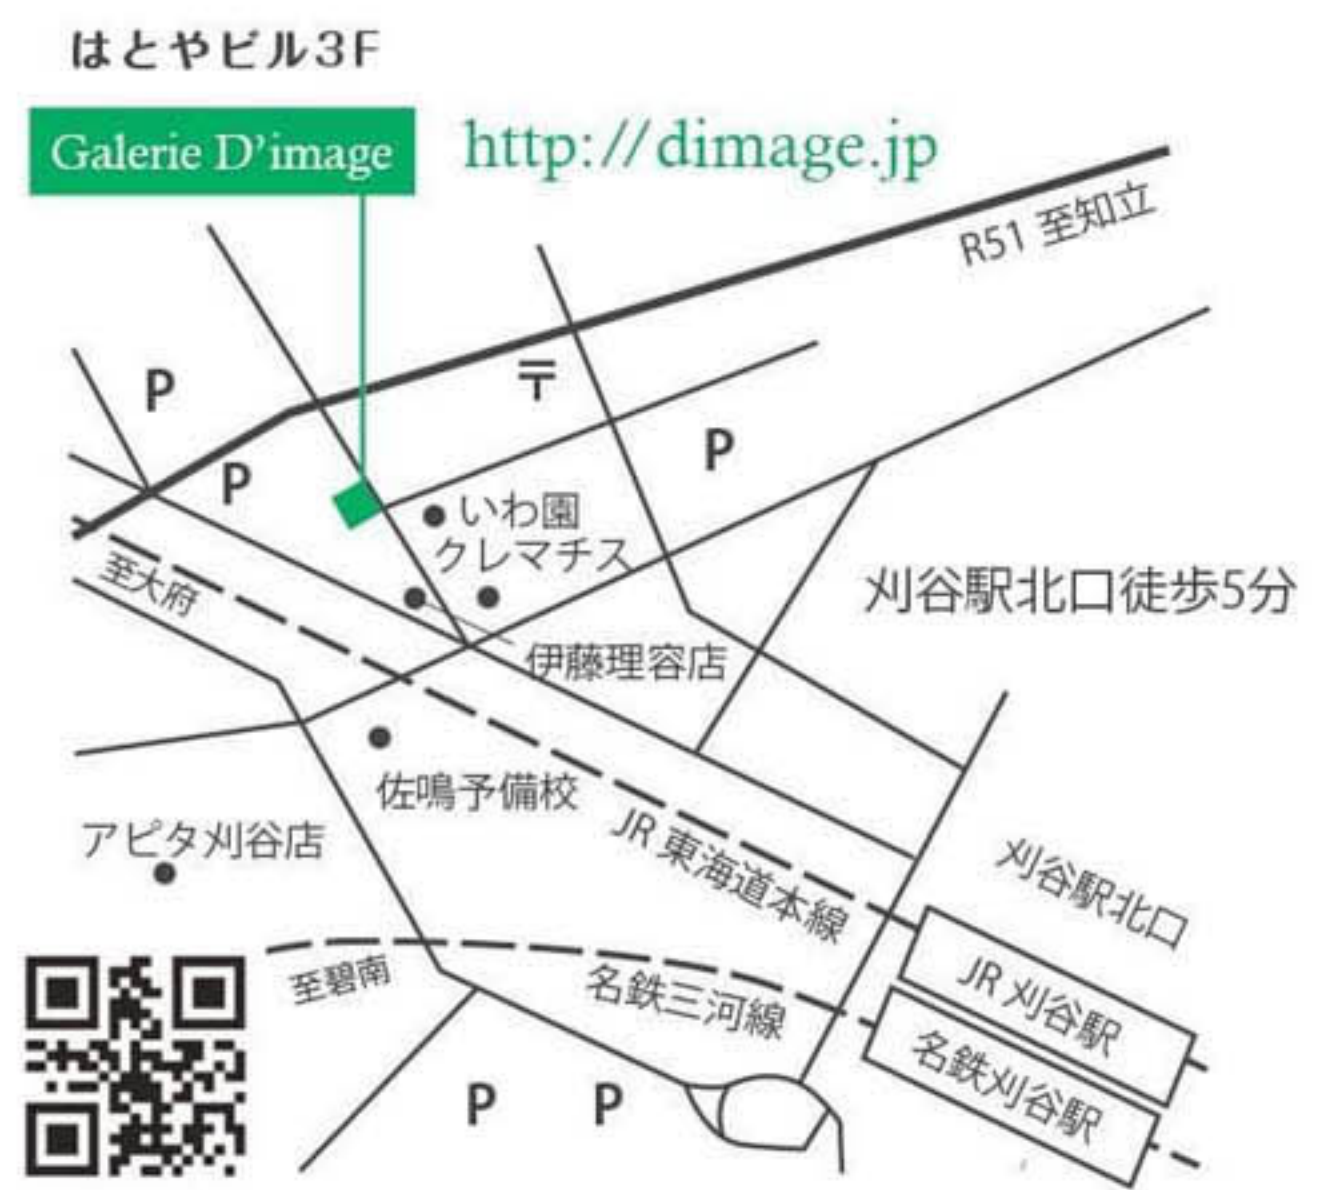 はとやビル3F
Galerie D'image
http://dimage.jp
R51 至知立
P
〒
P
P
いわ園
クレマチス
至大府
刈谷駅北口徒歩5分
伊藤理容店
佐鳴予備校
アピタ刈谷店
JR 東海道本線
刈谷駅北口
至碧南
名鉄三河線
JR 刈谷駅
名鉄刈谷駅
P
P